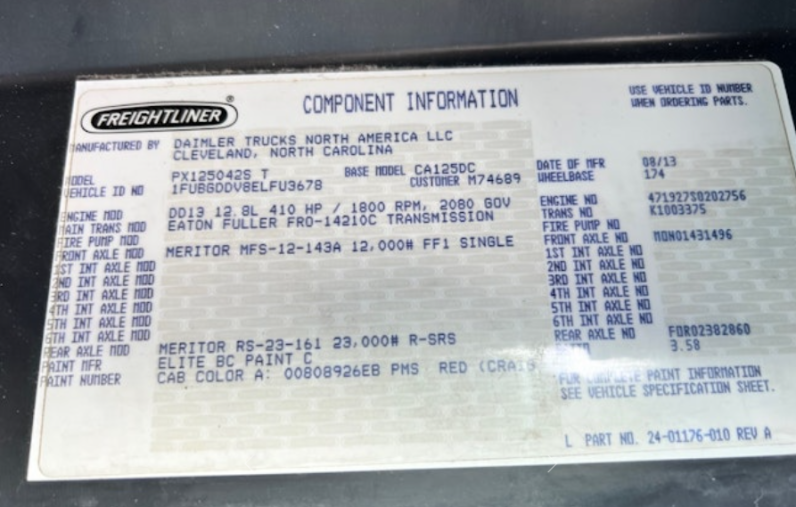 FREIGHTLINER®
COMPONENT INFORMATION
USE VEHICLE ID NUMBER
WHEN ORDERING PARTS.
MANUFACTURED BY DAIMLER TRUCKS NORTH AMERICA LLC
CLEVELAND, NORTH CAROLINA
MODEL PX125042S T BASE MODEL CA125DC DATE OF MFR 08/13
VEHICLE ID NO 1FUBGDDV8ELFU3678 CUSTOMER M74689 WHEELBASE 174
ENGINE MOD DD13 12.8L 410 HP / 1800 RPM, 2080 GOV ENGINE NO 471927S0202756
MAIN TRANS MOD EATON FULLER FRO-14210C TRANSMISSION TRANS NO K1003375
FIRE PUMP MOD FIRE PUMP NO
FRONT AXLE MOD MERITOR MFS-12-143A 12,000# FF1 SINGLE FRONT AXLE NO MON01431496
1ST INT AXLE MOD 1ST INT AXLE NO
2ND INT AXLE MOD 2ND INT AXLE NO
3RD INT AXLE MOD 3RD INT AXLE NO
4TH INT AXLE MOD 4TH INT AXLE NO
5TH INT AXLE MOD 5TH INT AXLE NO
6TH INT AXLE MOD 6TH INT AXLE NO
REAR AXLE MOD MERITOR RS-23-161 23,000# R-SRS REAR AXLE NO FOR02382860
PAINT MFR ELITE BC PAINT C 3.58
PAINT NUMBER CAB COLOR A: 00808926EB PMS RED (CRAIS
FOR COMPLETE PAINT INFORMATION
SEE VEHICLE SPECIFICATION SHEET.
L PART NO. 24-01176-010 REV A